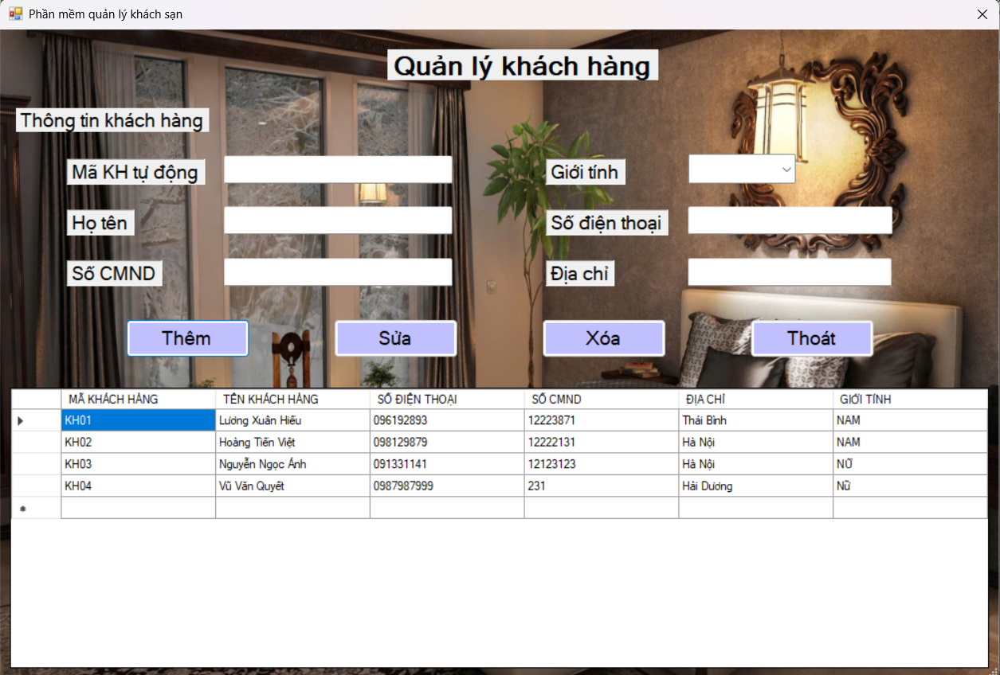 Phần mềm quản lý khách sạn
Quản lý khách hàng
Thông tin khách hàng
Mã KH tự động
Giới tính
Họ tên
Số điện thoại
Số CMND
Địa chỉ
Thêm Sửa Xóa Thoát
MÃ KHÁCH HÀNG TÊN KHÁCH HÀNG SỐ ĐIỆN THOẠI SỐ CMND ĐỊA CHỈ GIỚI TÍNH
KH01 Lương Xuân Hiếu 096192893 12223871 Thái Bình NAM
KH02 Hoàng Tiến Việt 098129879 12222131 Hà Nội NAM
KH03 Nguyễn Ngọc Ánh 091331141 12123123 Hà Nội NỮ
KH04 Vũ Văn Quyết 0987987999 231 Hải Dương Nữ